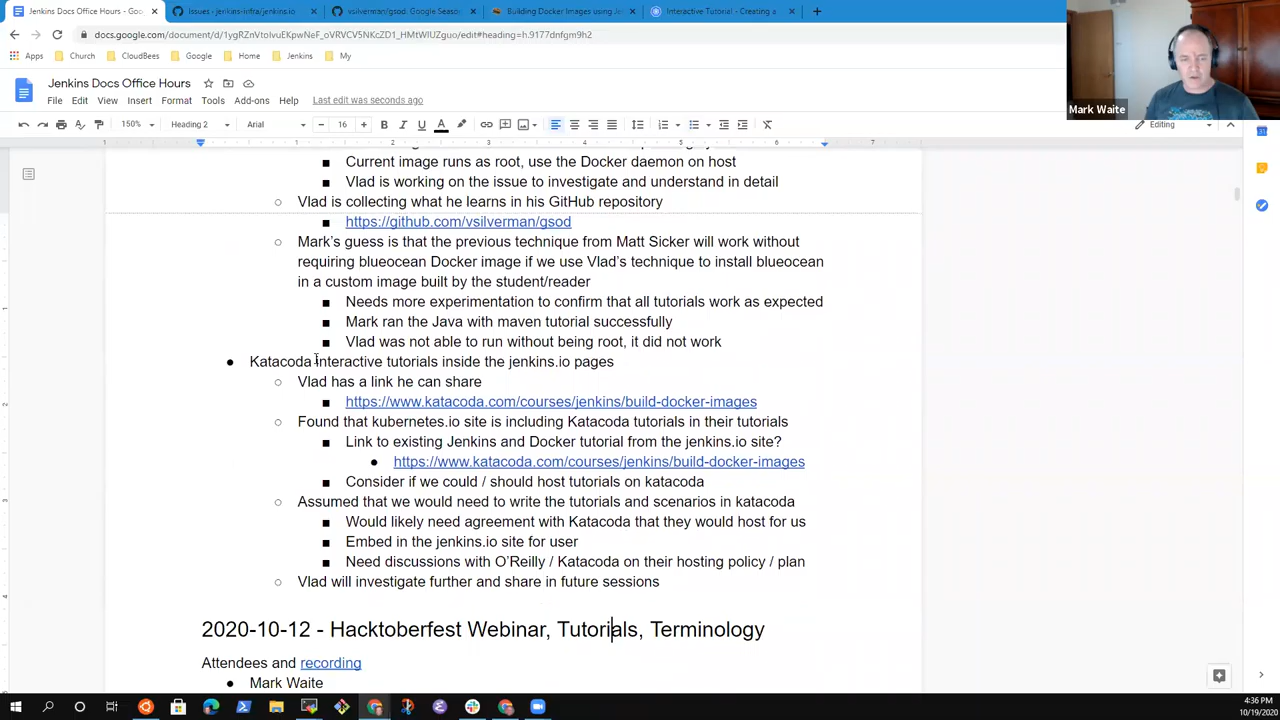 Jenkins Docs Office Hours - Goo
Issues · jenkins-infra/jenkins.io
vsilverman/gsod: Google Season
Building Docker Images using Jen
Interactive Tutorial - Creating a
docs.google.com/document/d/1ygRZnVtoIvuEKpwNeF_oVRVCV5NKcZD1_HMtWIUZguo/edit#heading=h.9177dnfgm9h2
Apps
Church
CloudBees
Google
Home
Jenkins
My
Jenkins Docs Office Hours
File
Edit
View
Insert
Format
Tools
Add-ons
Help
Last edit was seconds ago
Mark Waite
150%
Heading 2
Arial
16
Editing
Current image runs as root, use the Docker daemon on host
Vlad is working on the issue to investigate and understand in detail
Vlad is collecting what he learns in his GitHub repository
https://github.com/vsilverman/gsod
Mark's guess is that the previous technique from Matt Sicker will work without
requiring blueocean Docker image if we use Vlad's technique to install blueocean
in a custom image built by the student/reader
Needs more experimentation to confirm that all tutorials work as expected
Mark ran the Java with maven tutorial successfully
Vlad was not able to run without being root, it did not work
Katacoda interactive tutorials inside the jenkins.io pages
Vlad has a link he can share
https://www.katacoda.com/courses/jenkins/build-docker-images
Found that kubernetes.io site is including Katacoda tutorials in their tutorials
Link to existing Jenkins and Docker tutorial from the jenkins.io site?
https://www.katacoda.com/courses/jenkins/build-docker-images
Consider if we could / should host tutorials on katacoda
Assumed that we would need to write the tutorials and scenarios in katacoda
Would likely need agreement with Katacoda that they would host for us
Embed in the jenkins.io site for user
Need discussions with O'Reilly / Katacoda on their hosting policy / plan
Vlad will investigate further and share in future sessions
2020-10-12 - Hacktoberfest Webinar, Tutorials, Terminology
Attendees and recording
Mark Waite
4:36 PM
10/19/2020